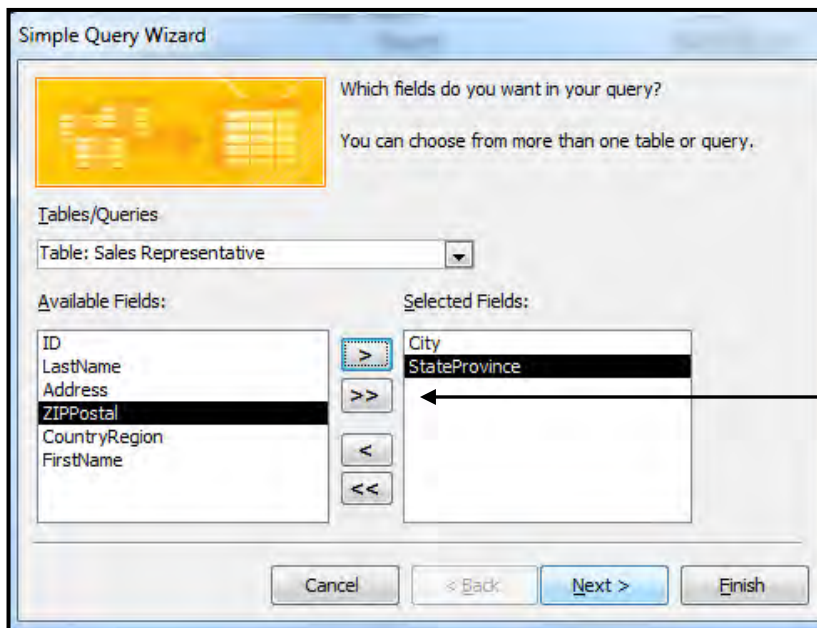 Simple Query Wizard
Which fields do you want in your query?
You can choose from more than one table or query.
Tables/Queries
Table: Sales Representative
Available Fields:
Selected Fields:
ID
LastName
Address
ZIPPostal
CountryRegion
FirstName
>
>>
<
<<
City
StateProvince
Cancel
< Back
Next >
Finish